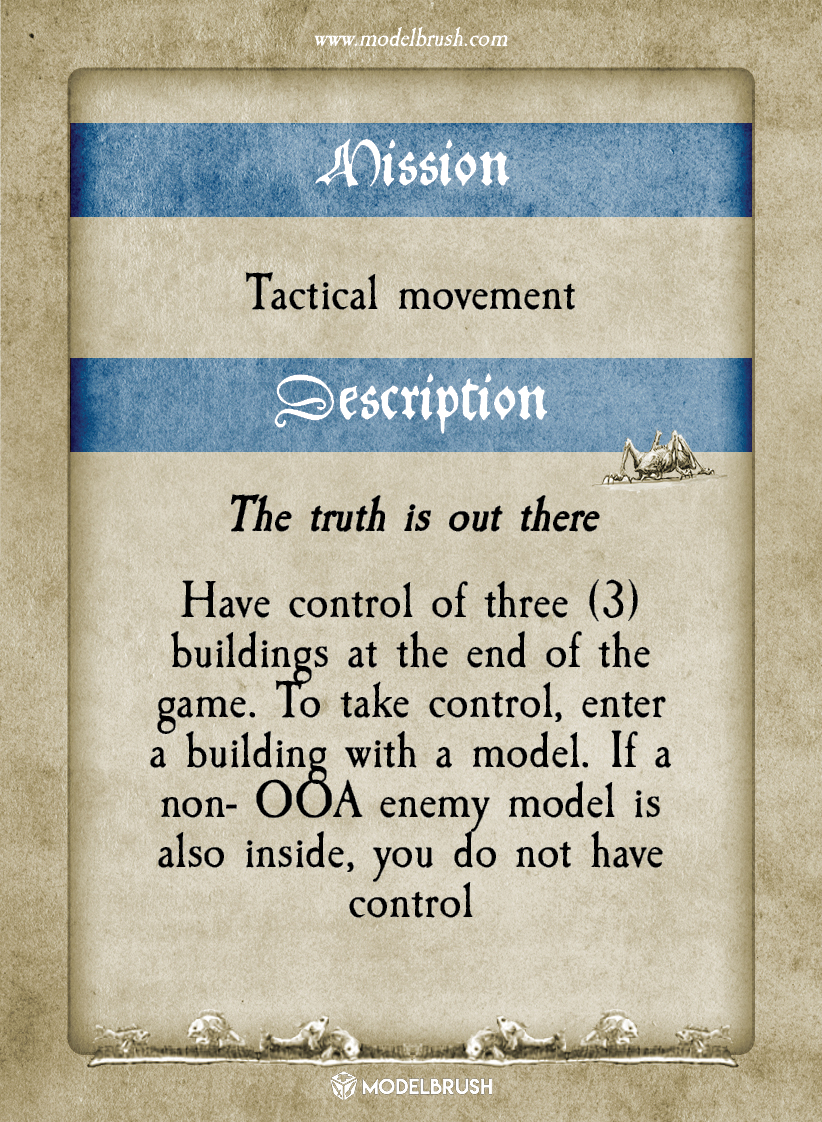 www.modelbrush.com
Mission
Tactical movement
Description
The truth is out there
Have control of three (3)
buildings at the end of the
game. To take control, enter
a building with a model. If a
non- OOA enemy model is
also inside, you do not have
control
MODELBRUSH